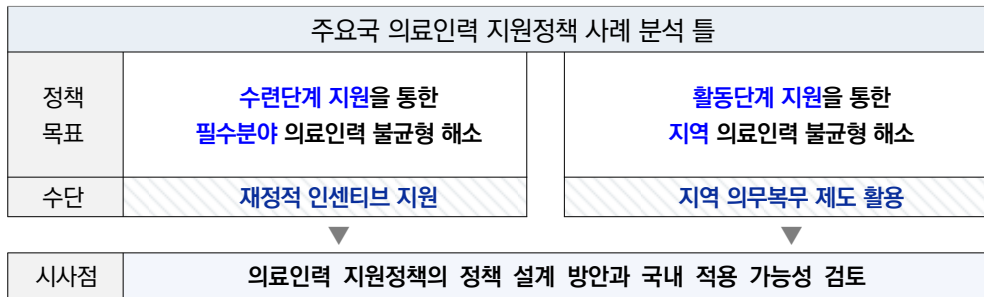 주요국 의료인력 지원정책 사례 분석 틀
정책
목표
수련단계 지원을 통한
필수분야 의료인력 불균형 해소
활동단계 지원을 통한
지역 의료인력 불균형 해소
수단
재정적 인센티브 지원
지역 의무복무 제도 활용
시사점
의료인력 지원정책의 정책 설계 방안과 국내 적용 가능성 검토